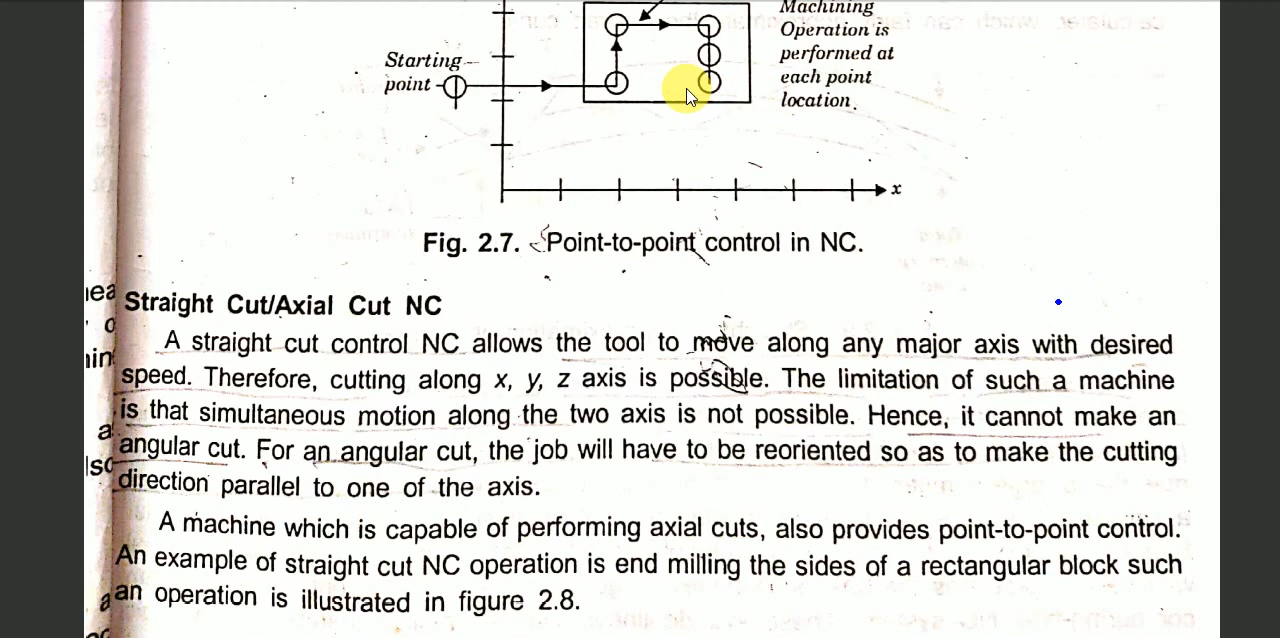 Machining
Operation is
performed at
each point
location.
Starting
point
x
Fig. 2.7. Point-to-point control in NC.
Straight Cut/Axial Cut NC
A straight cut control NC allows the tool to move along any major axis with desired
speed. Therefore, cutting along x, y, z axis is possible. The limitation of such a machine
is that simultaneous motion along the two axis is not possible. Hence, it cannot make an
angular cut. For an angular cut, the job will have to be reoriented so as to make the cutting
direction parallel to one of the axis.
A machine which is capable of performing axial cuts, also provides point-to-point control.
An example of straight cut NC operation is end milling the sides of a rectangular block such
an operation is illustrated in figure 2.8.